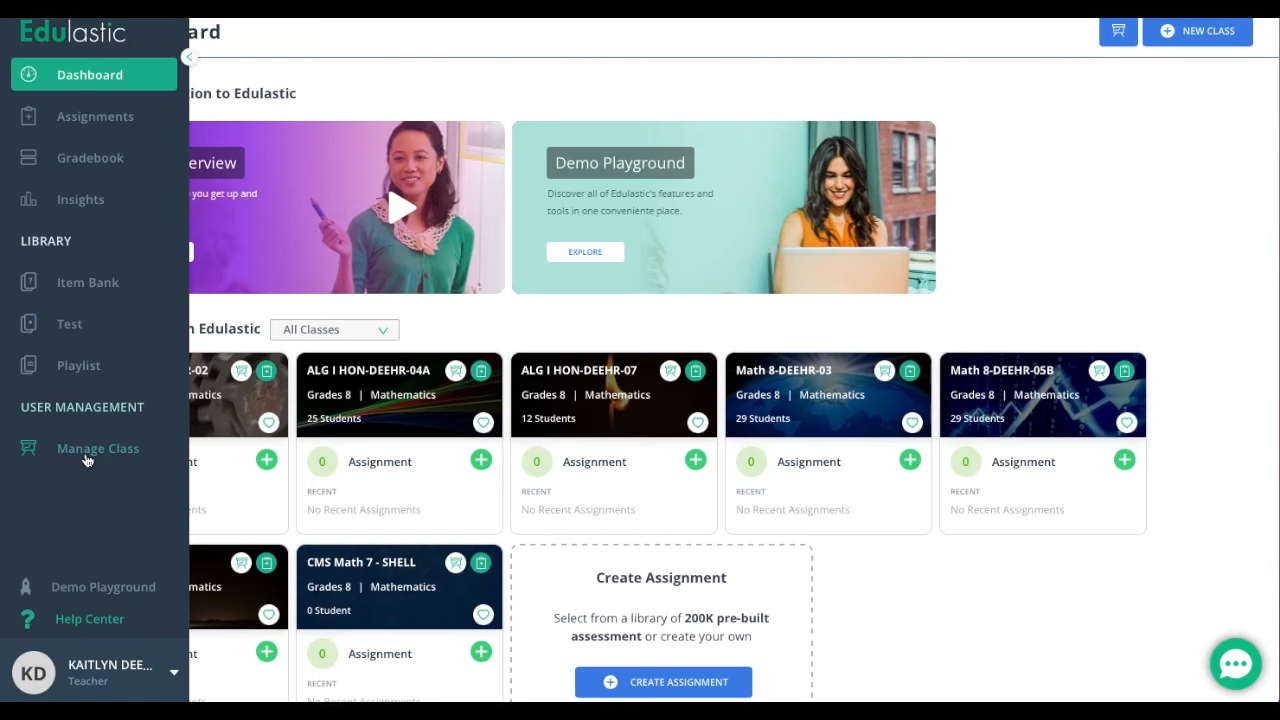 Edulastic
Dashboard
Assignments
Gradebook
Insights
LIBRARY
Item Bank
Test
Playlist
USER MANAGEMENT
Manage Class
Demo Playground
Help Center
KD
KAITLYN DEE...
Teacher
ard
NEW CLASS
ion to Edulastic
erview
you get up and
Demo Playground
Discover all of Edulastic's features and
tools in one conveniente place.
EXPLORE
n Edulastic
All Classes
-02
matics
nt
nts
ALG I HON-DEEHR-04A
Grades 8 | Mathematics
25 Students
0 Assignment
RECENT
No Recent Assignments
ALG I HON-DEEHR-07
Grades 8 | Mathematics
12 Students
0 Assignment
RECENT
No Recent Assignments
Math 8-DEEHR-03
Grades 8 | Mathematics
29 Students
0 Assignment
RECENT
No Recent Assignments
Math 8-DEEHR-05B
Grades 8 | Mathematics
29 Students
0 Assignment
RECENT
No Recent Assignments
matics
nt
CMS Math 7 - SHELL
Grades 8 | Mathematics
0 Student
0 Assignment
RECENT
No Recent Assignments
Create Assignment
Select from a library of 200K pre-built
assessment or create your own
CREATE ASSIGNMENT